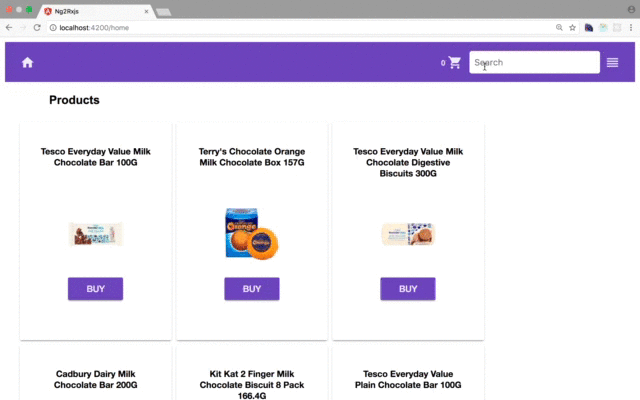 Ng2Rxjs
localhost:4200/home
0
Search
Products
Tesco Everyday Value Milk
Chocolate Bar 100G
Terry's Chocolate Orange
Milk Chocolate Box 157G
Tesco Everyday Value Milk
Chocolate Digestive
Biscuits 300G
Orange
BUY
BUY
BUY
Cadbury Dairy Milk
Chocolate Bar 200G
Kit Kat 2 Finger Milk
Chocolate Biscuit 8 Pack
166.4G
Tesco Everyday Value
Plain Chocolate Bar 100G